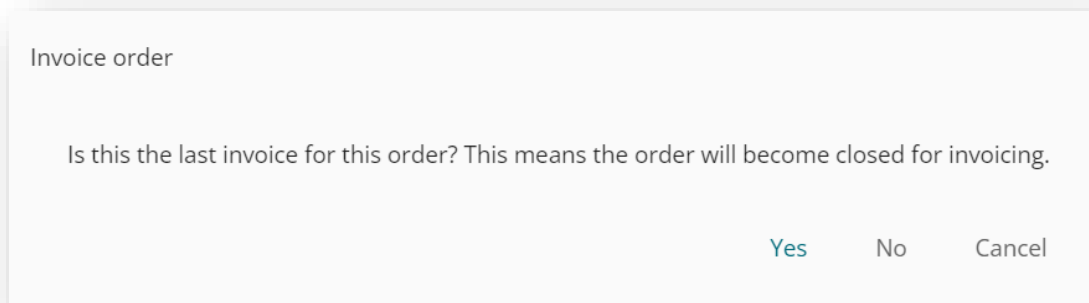 Invoice order
Is this the last invoice for this order? This means the order will become closed for invoicing.
Yes No Cancel